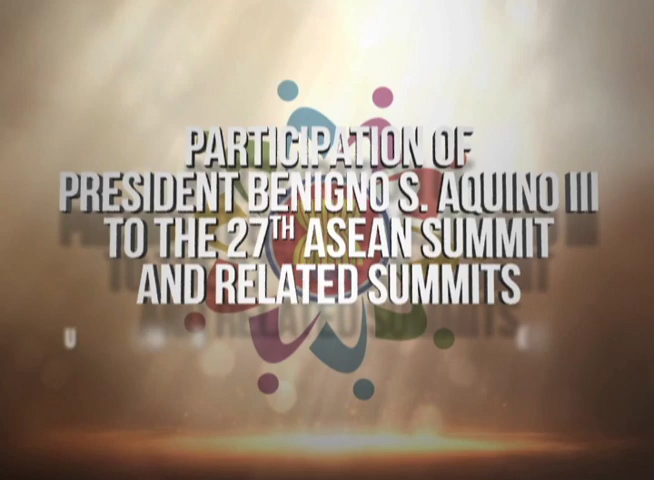 PARTICIPATION OF
PRESIDENT BENIGNO S. AQUINO III
TO THE 27TH ASEAN SUMMIT
AND RELATED SUMMITS